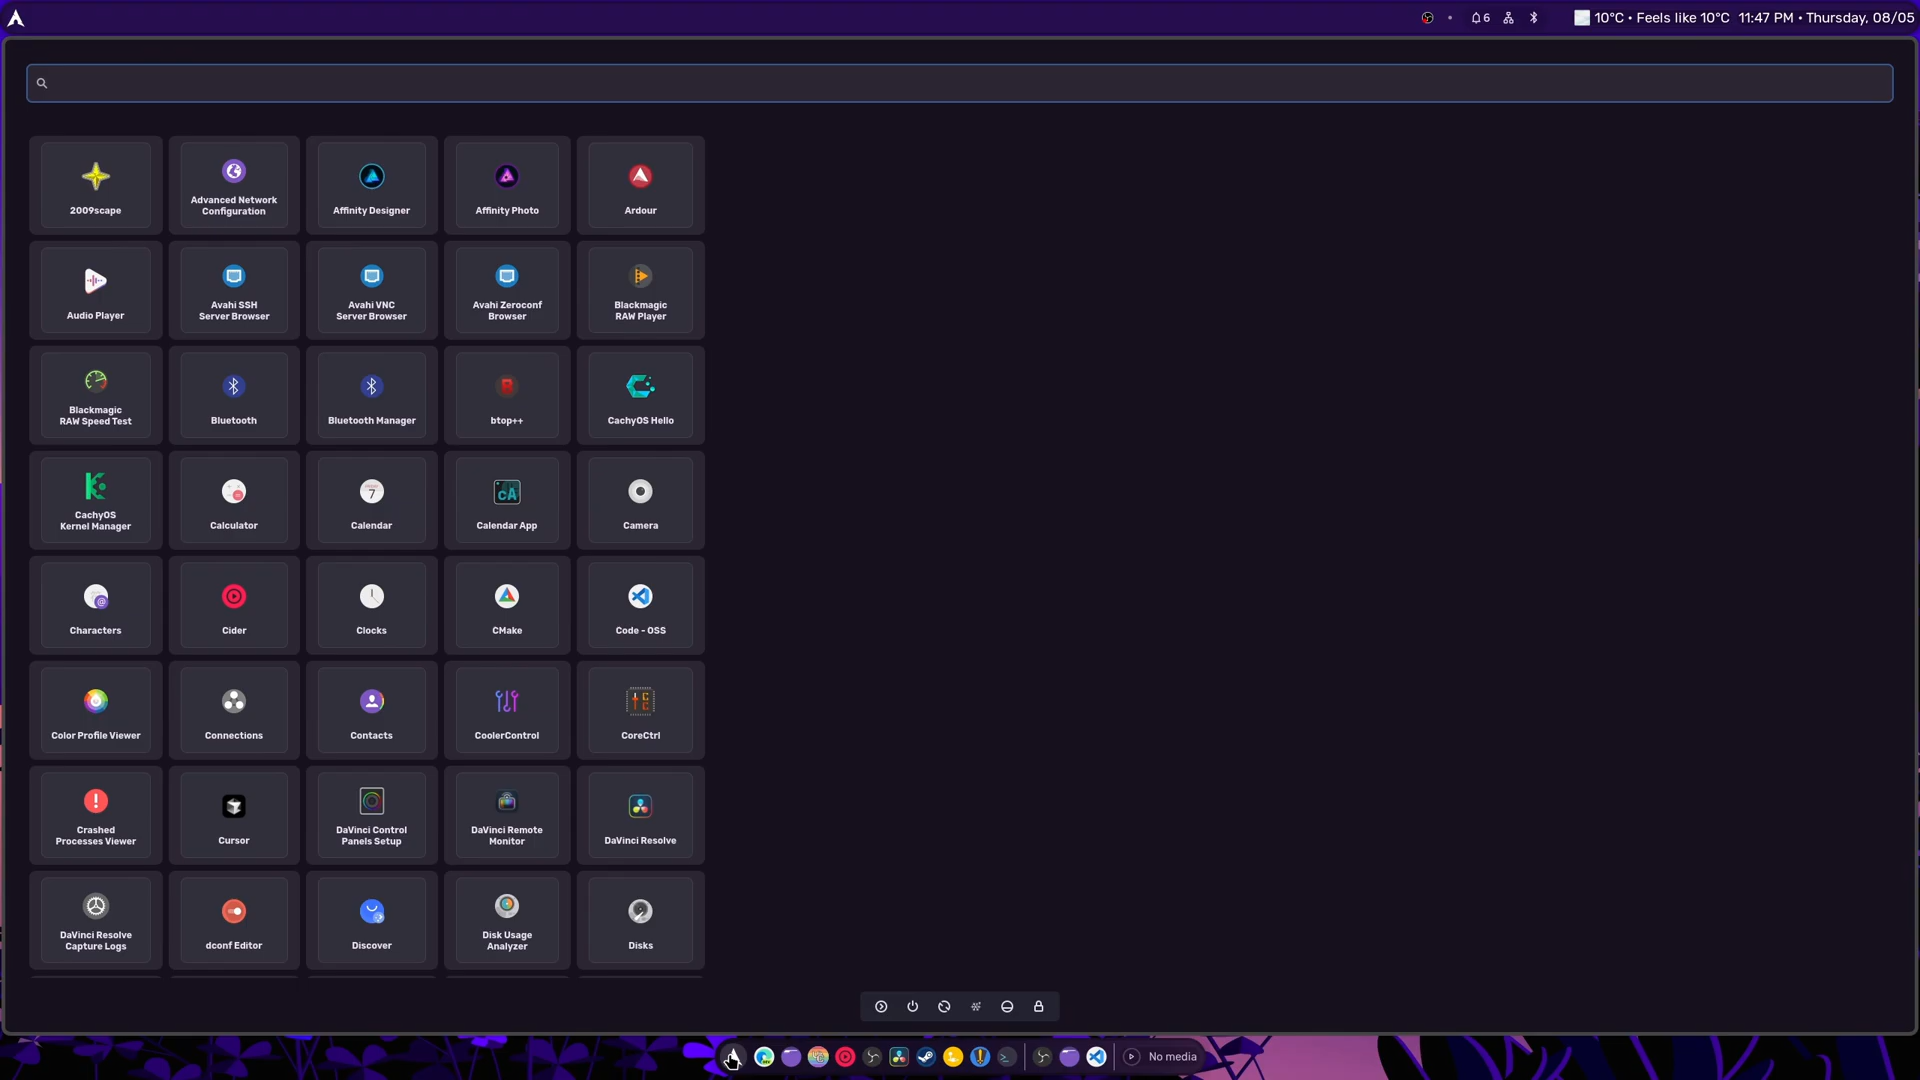 6
10°C • Feels like 10°C 11:47 PM • Thursday, 08/05
2009scape
Advanced Network
Configuration
Affinity Designer
Affinity Photo
Ardour
Audio Player
Avahi SSH
Server Browser
Avahi VNC
Server Browser
Avahi Zeroconf
Browser
Blackmagic
RAW Player
Blackmagic
RAW Speed Test
Bluetooth
Bluetooth Manager
btop++
CachyOS Hello
CachyOS
Kernel Manager
Calculator
7
Calendar
cA
Calendar App
Camera
Characters
Cider
Clocks
CMake
Code - OSS
Color Profile Viewer
Connections
Contacts
CoolerControl
CoreCtrl
Crashed
Processes Viewer
Cursor
DaVinci Control
Panels Setup
DaVinci Remote
Monitor
DaVinci Resolve
DaVinci Resolve
Capture Logs
dconf Editor
Discover
Disk Usage
Analyzer
Disks
No media